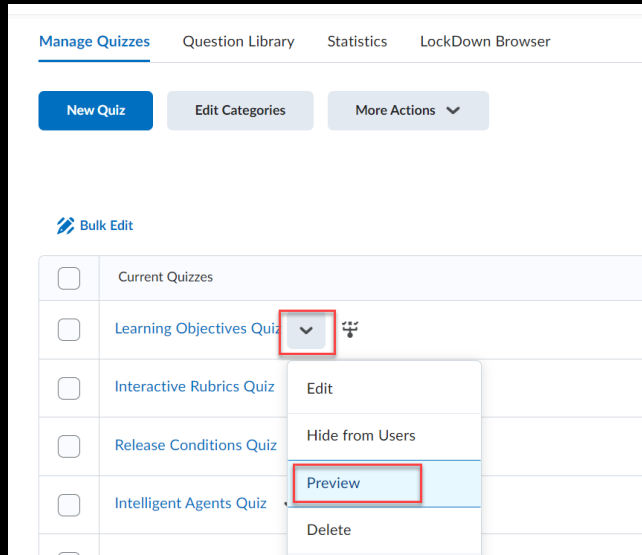 Manage Quizzes Question Library Statistics LockDown Browser
New Quiz Edit Categories More Actions
Bulk Edit
Current Quizzes
Learning Objectives Quiz
Interactive Rubrics Quiz
Edit
Hide from Users
Release Conditions Quiz
Preview
Intelligent Agents Quiz
Delete